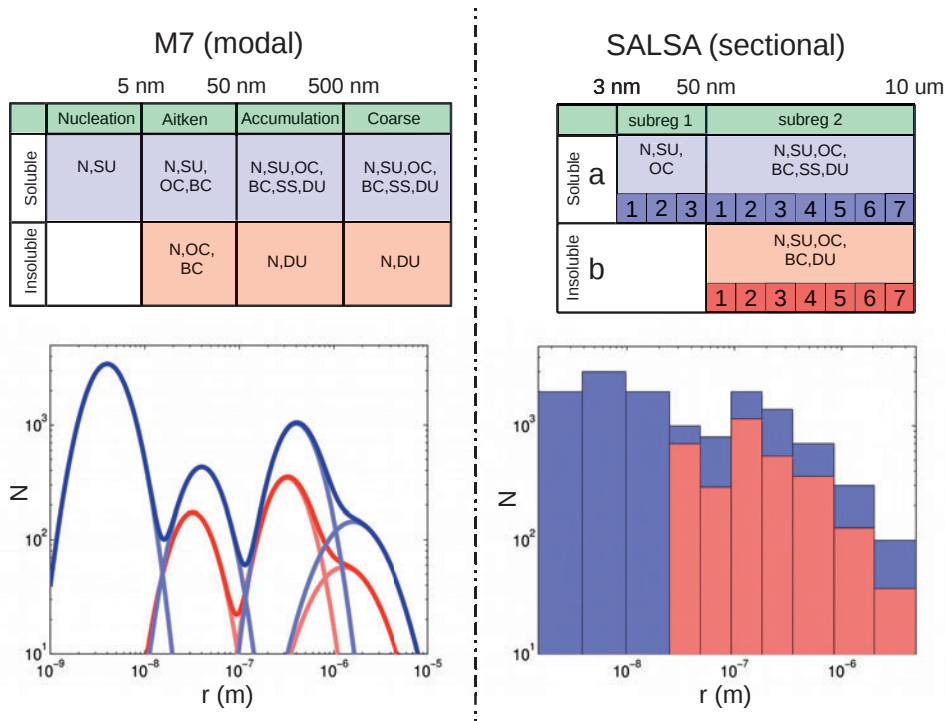 M7 (modal)
5 nm 50 nm 500 nm
Nucleation Aitken Accumulation Coarse
Soluble
N,SU
N,SU,
OC,BC
N,SU,OC,
BC,SS,DU
N,SU,OC,
BC,SS,DU
Insoluble
N,OC,
BC
N,DU
N,DU
N
10³
10²
10¹
10⁻⁹ 10⁻⁸ 10⁻⁷ 10⁻⁶ 10⁻⁵
r (m)
SALSA (sectional)
3 nm 50 nm 10 um
subreg 1 subreg 2
Soluble
a
N,SU,
OC
N,SU,OC,
BC,SS,DU
1 2 3 1 2 3 4 5 6 7
Insoluble
b
N,SU,OC,
BC,DU
1 2 3 4 5 6 7
N
10³
10²
10¹
10⁻⁸ 10⁻⁷ 10⁻⁶
r (m)